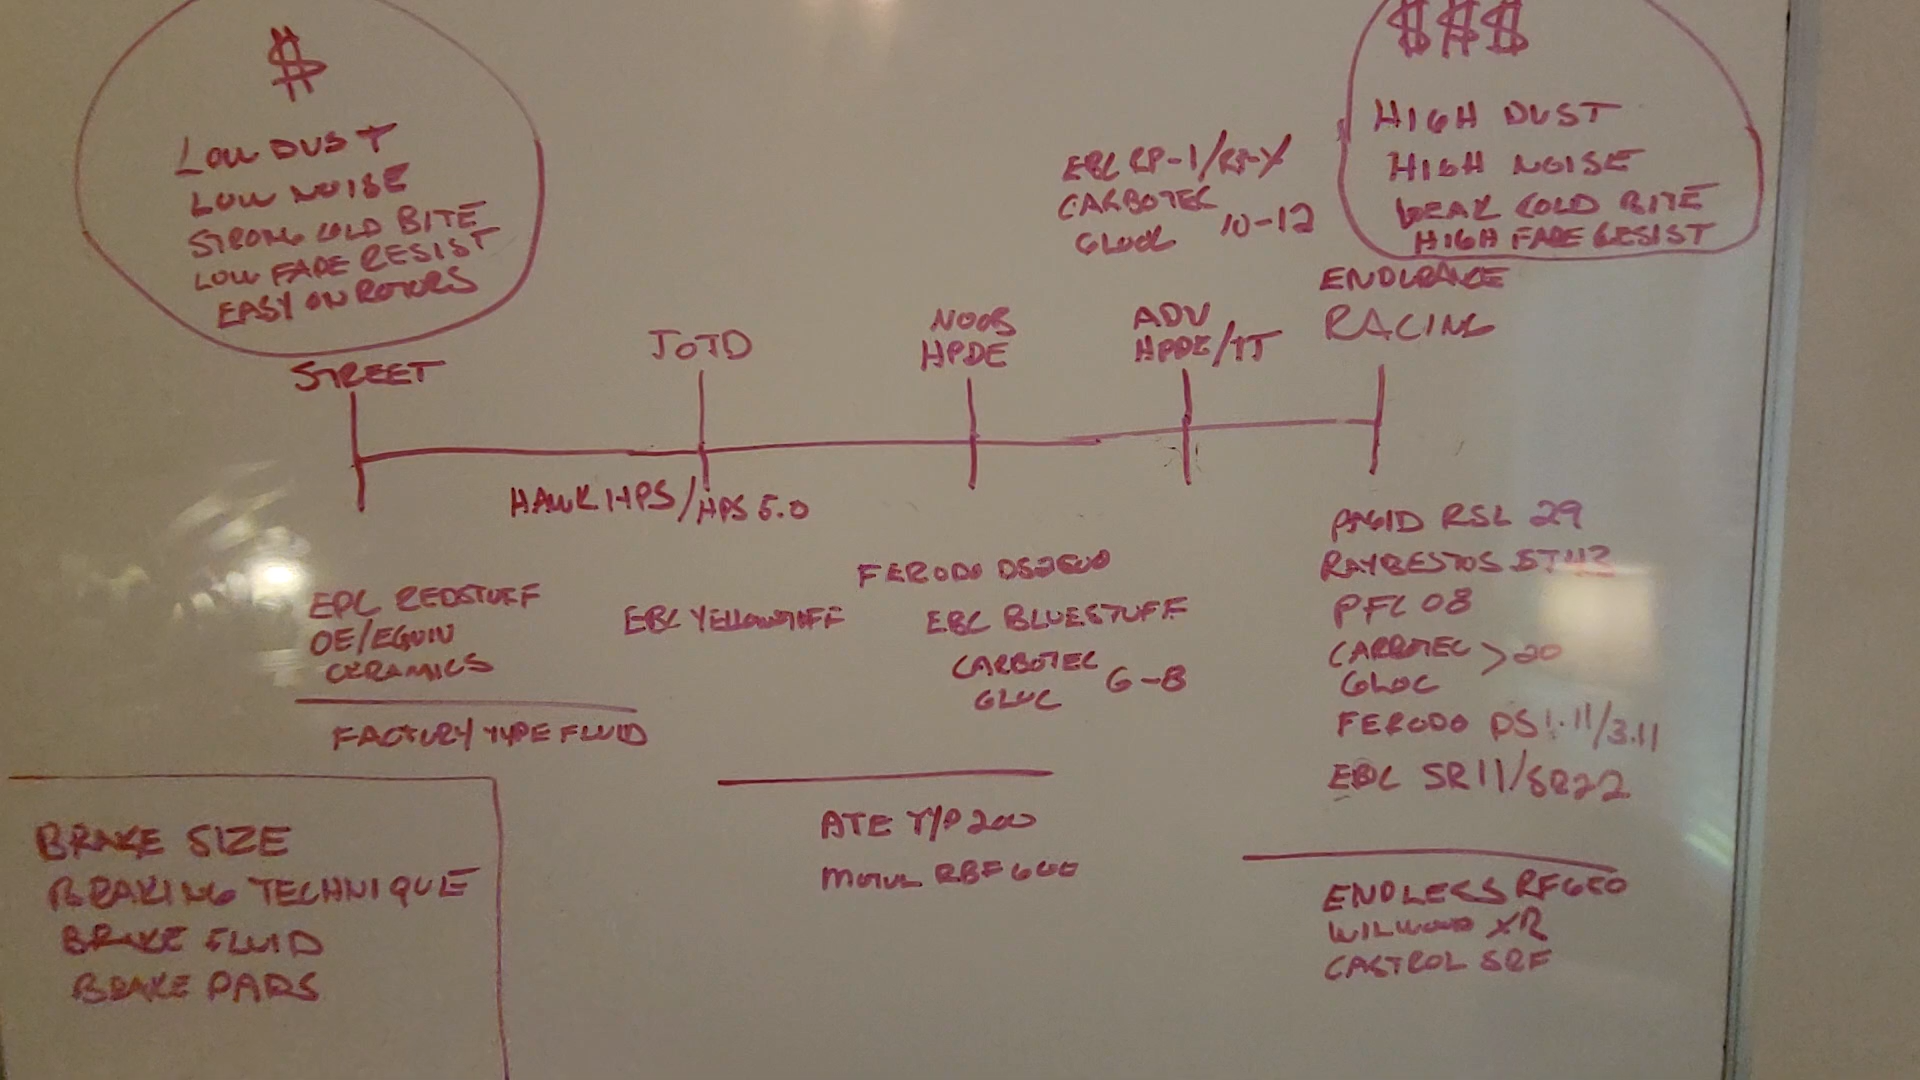 $
LOW DUST
LOW NOISE
STRONG COLD BITE
LOW FADE RESIST
EASY ON ROTORS
$$$
HIGH DUST
HIGH NOISE
WEAK COLD BITE
HIGH FADE RESIST
EBC RP-1/RP-X
CARBOTEC
GLOC 10-12
STREET
JOTD
NOOB
HPDE
ADV
HPDE/TT
ENDURANCE
RACING
HAWK HPS/HPS 5.0
EBC REDSTUFF
OE/EQUIV
CERAMICS
FACTORY TYPE FLUID
EBC YELLOWSTUFF
FERODO DS2500
EBC BLUESTUFF
CARBOTEC
GLOC 6-8
ATE TYP 200
MOTUL RBF 600
PAGID RSL 29
RAYBESTOS ST43
PFC 08
CARBOTEC > 20
GLOC
FERODO DS1.11/3.11
EBC SR11/SR22
ENDLESS RF650
WILWOOD XR
CASTROL SRF
BRAKE SIZE
BRAKING TECHNIQUE
BRAKE FLUID
BRAKE PADS